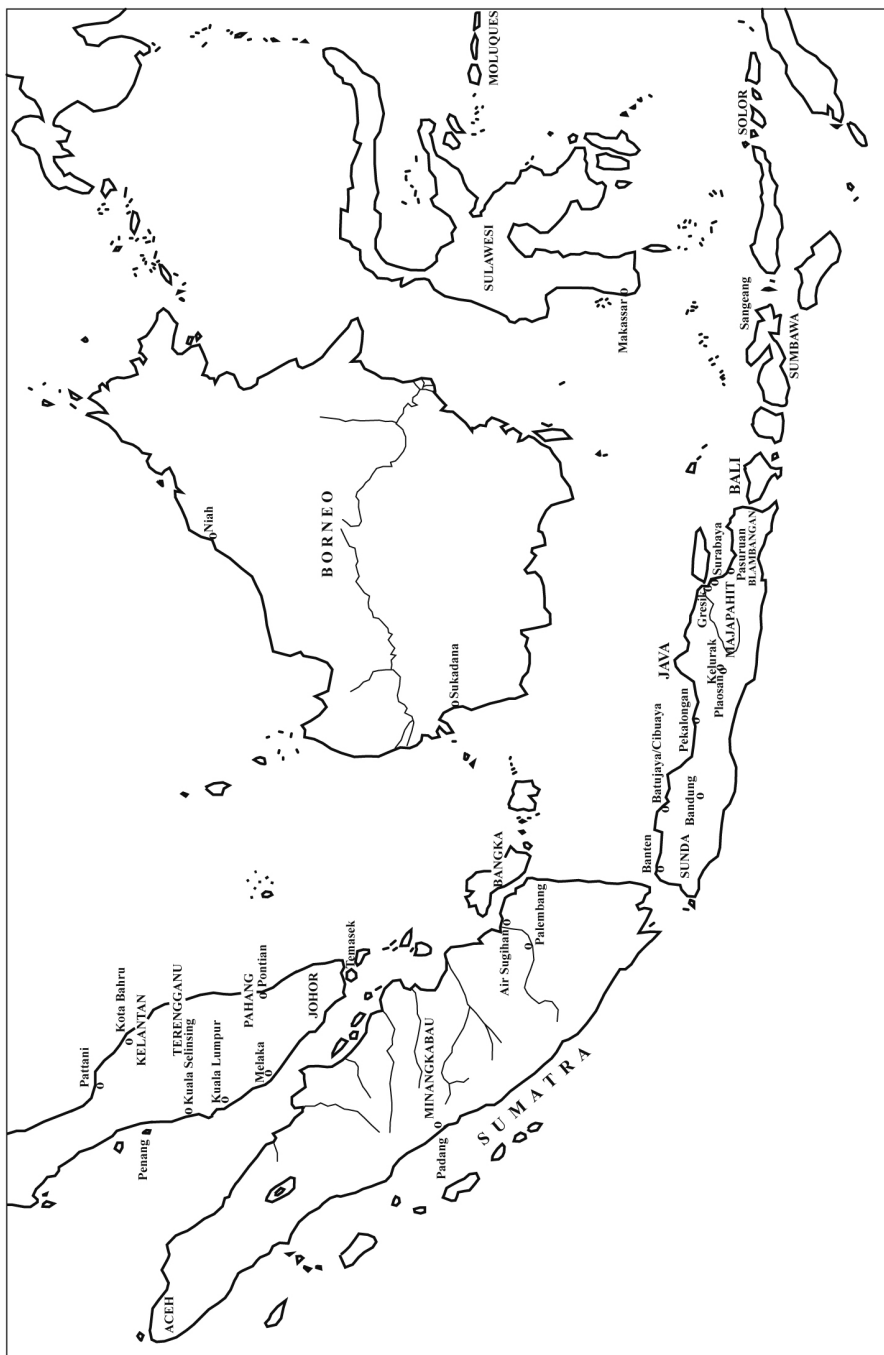 Pattani
Kota Bahru
KELANTAN
Penang
TERENGGANU
Kuala Selinsing
Kuala Lumpur
PAHANG
Pontian
Melaka
JOHOR
Temasek
ACEH
MINANGKABAU
Padang
SUMATRA
Air Sugihan
Palembang
BANGKA
Niah
BORNEO
Sukadana
SULAWESI
Makassar
MOLUQUES
Banten
SUNDA
Batujaya/Cibuaya
Bandung
Pekalongan
JAVA
Kelurak
Plaosan
MAJAPAHIT
Gresik
Surabaya
Pasuruan
BLAMBANGAN
BALI
Sangeang
SUMBAWA
SOLOR